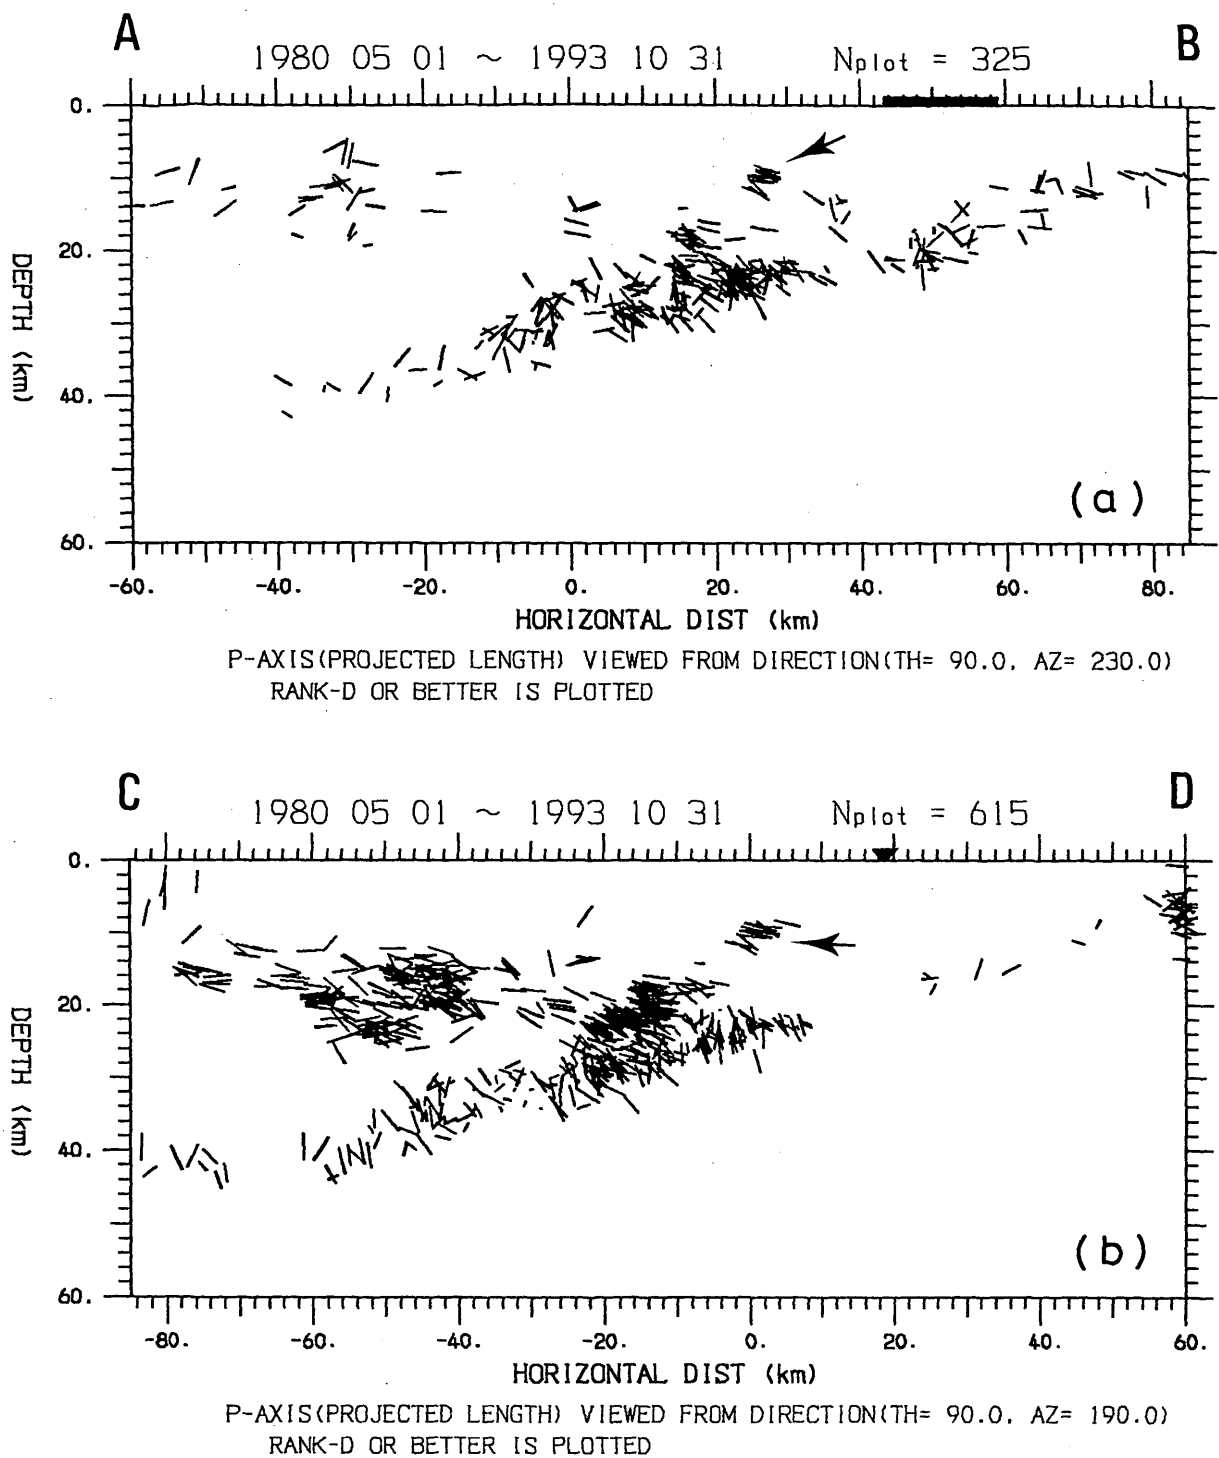 A
B
1980 05 01 ~ 1993 10 31 Nplot = 325
0.
20.
40.
60.
DEPTH (km)
(a)
-60. -40. -20. 0. 20. 40. 60. 80.
HORIZONTAL DIST (km)
P-AXIS(PROJECTED LENGTH) VIEWED FROM DIRECTION(TH= 90.0, AZ= 230.0)
RANK-D OR BETTER IS PLOTTED
C
D
1980 05 01 ~ 1993 10 31 Nplot = 615
0.
20.
40.
60.
DEPTH (km)
(b)
-80. -60. -40. -20. 0. 20. 40. 60.
HORIZONTAL DIST (km)
P-AXIS(PROJECTED LENGTH) VIEWED FROM DIRECTION(TH= 90.0, AZ= 190.0)
RANK-D OR BETTER IS PLOTTED